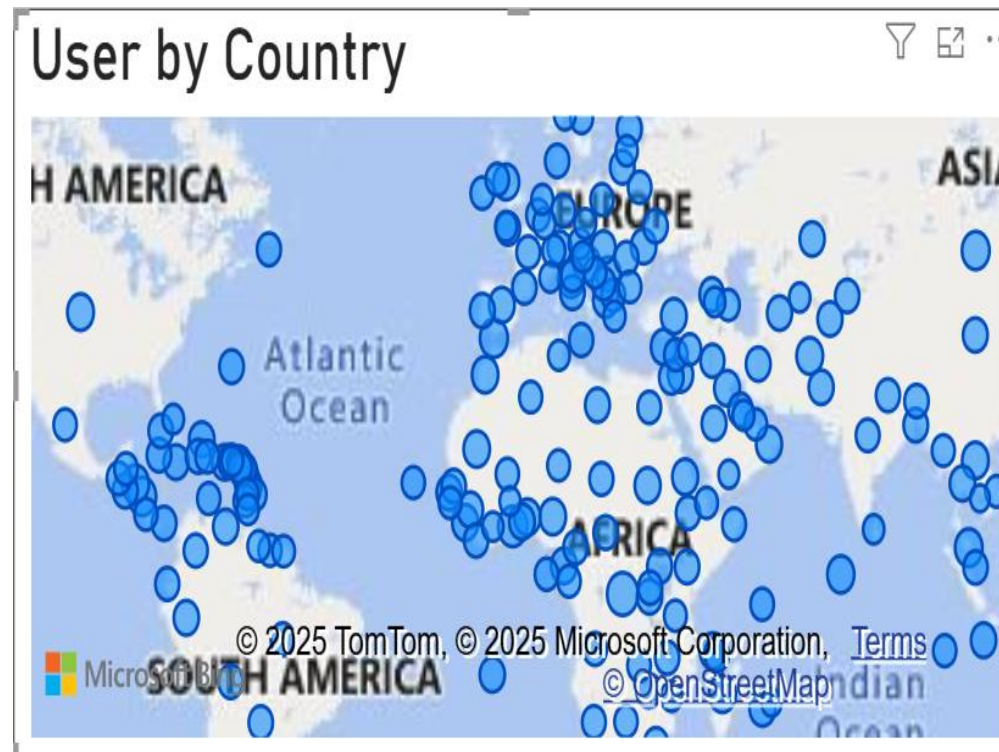 User by Country
H AMERICA
ASIA
EUROPE
Atlantic
Ocean
AFRICA
© 2025 TomTom, © 2025 Microsoft Corporation, Terms
Microsoft Bing
SOUTH AMERICA
© OpenStreetMap
Indian
Ocean